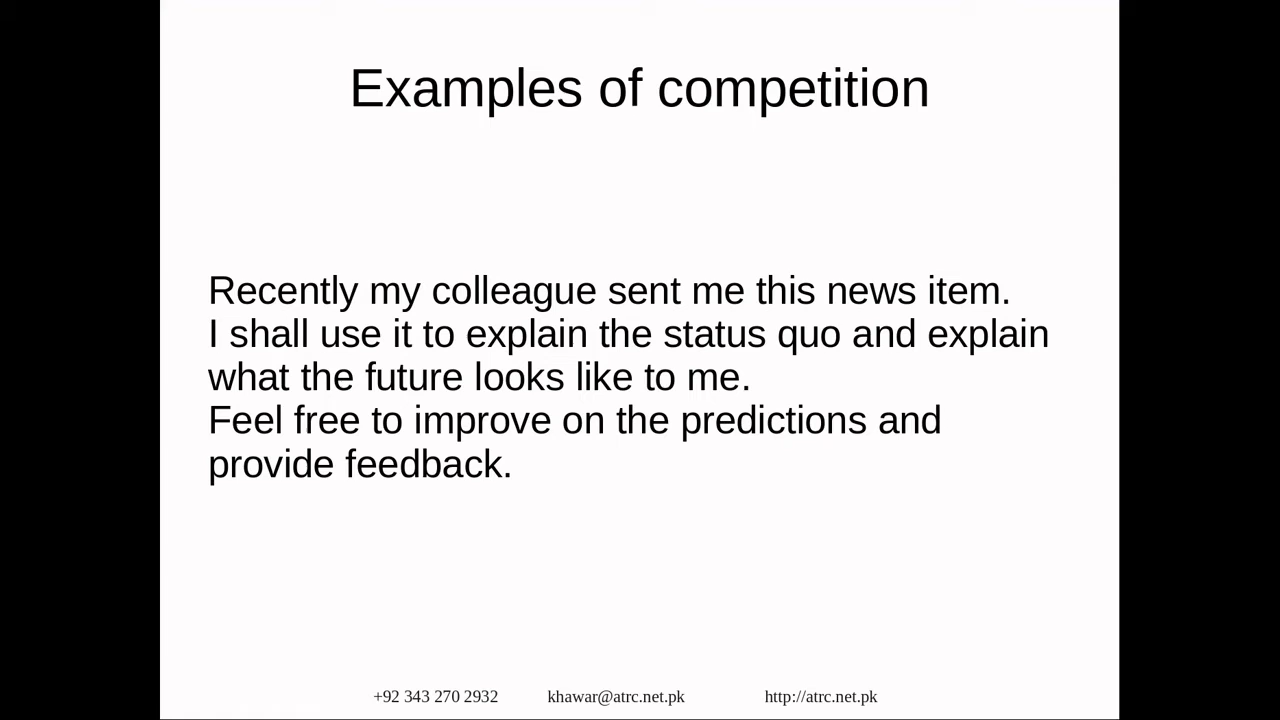 Examples of competition
Recently my colleague sent me this news item.
I shall use it to explain the status quo and explain
what the future looks like to me.
Feel free to improve on the predictions and
provide feedback.
+92 343 270 2932 khawar@atrc.net.pk http://atrc.net.pk